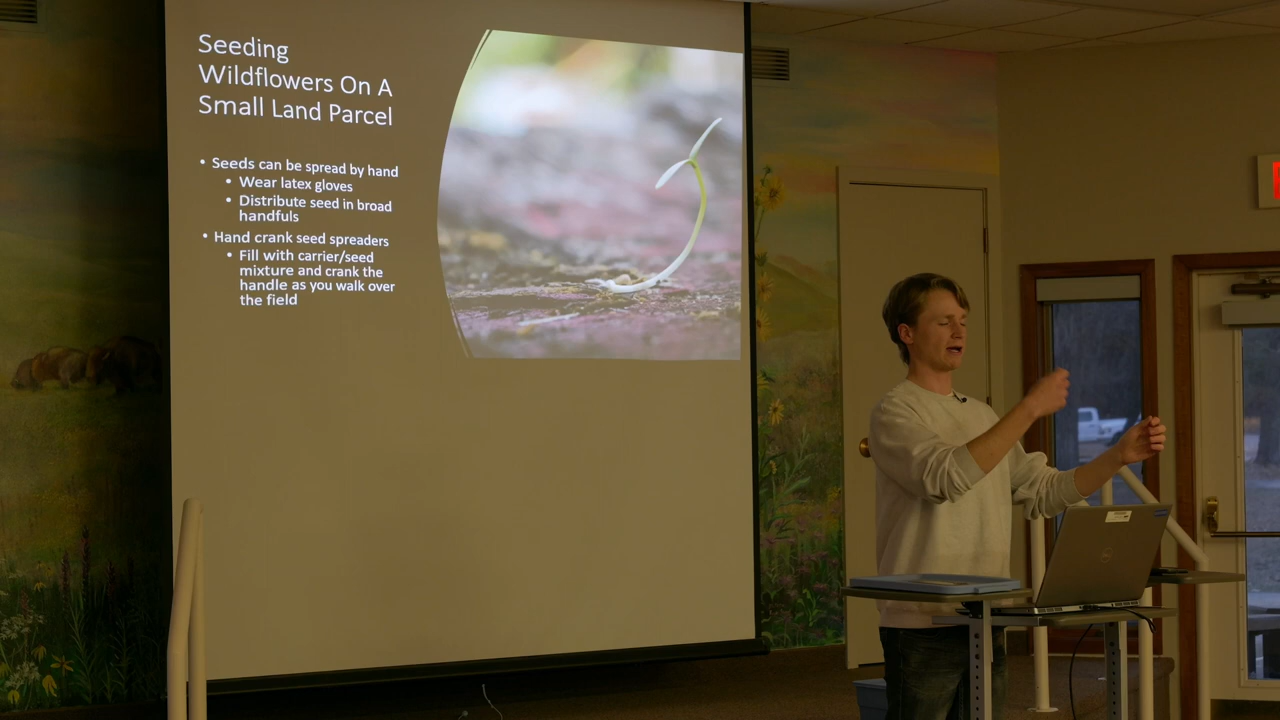 Seeding
Wildflowers On A
Small Land Parcel
• Seeds can be spread by hand
• Wear latex gloves
• Distribute seed in broad
handfuls
• Hand crank seed spreaders
• Fill with carrier/seed
mixture and crank the
handle as you walk over
the field